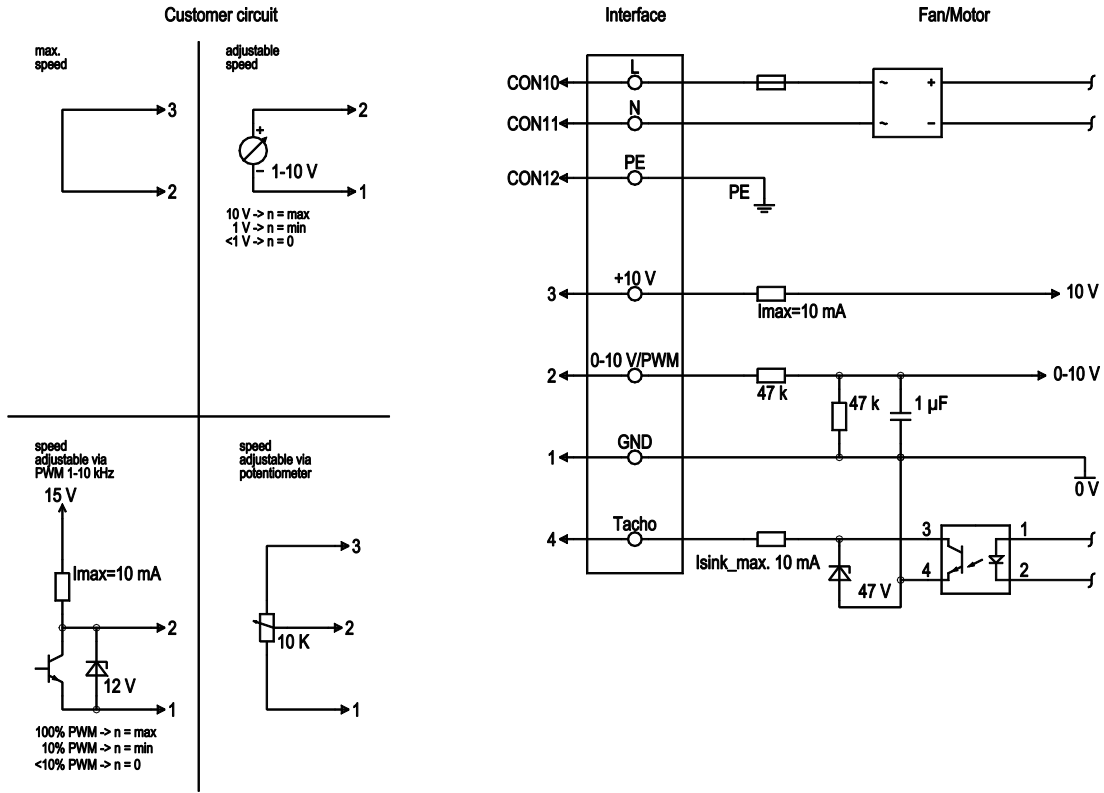 Customer circuit
max.
speed
3
2
adjustable
speed
2
+
– 1-10 V
1
10 V -> n = max
1 V -> n = min
<1 V -> n = 0
speed
adjustable via
PWM 1-10 kHz
15 V
Imax=10 mA
2
12 V
1
100% PWM -> n = max
10% PWM -> n = min
<10% PWM -> n = 0
speed
adjustable via
potentiometer
3
2
10 K
1
Interface
Fan/Motor
CON10 L ~ +
CON11 N ~ –
CON12 PE
PE
3 +10 V 10 V
Imax=10 mA
2 0-10 V/PWM 0-10 V
47 k
47 k 1 µF
1 GND
0 V
4 Tacho 3 1
Isink_max. 10 mA 4 2
47 V